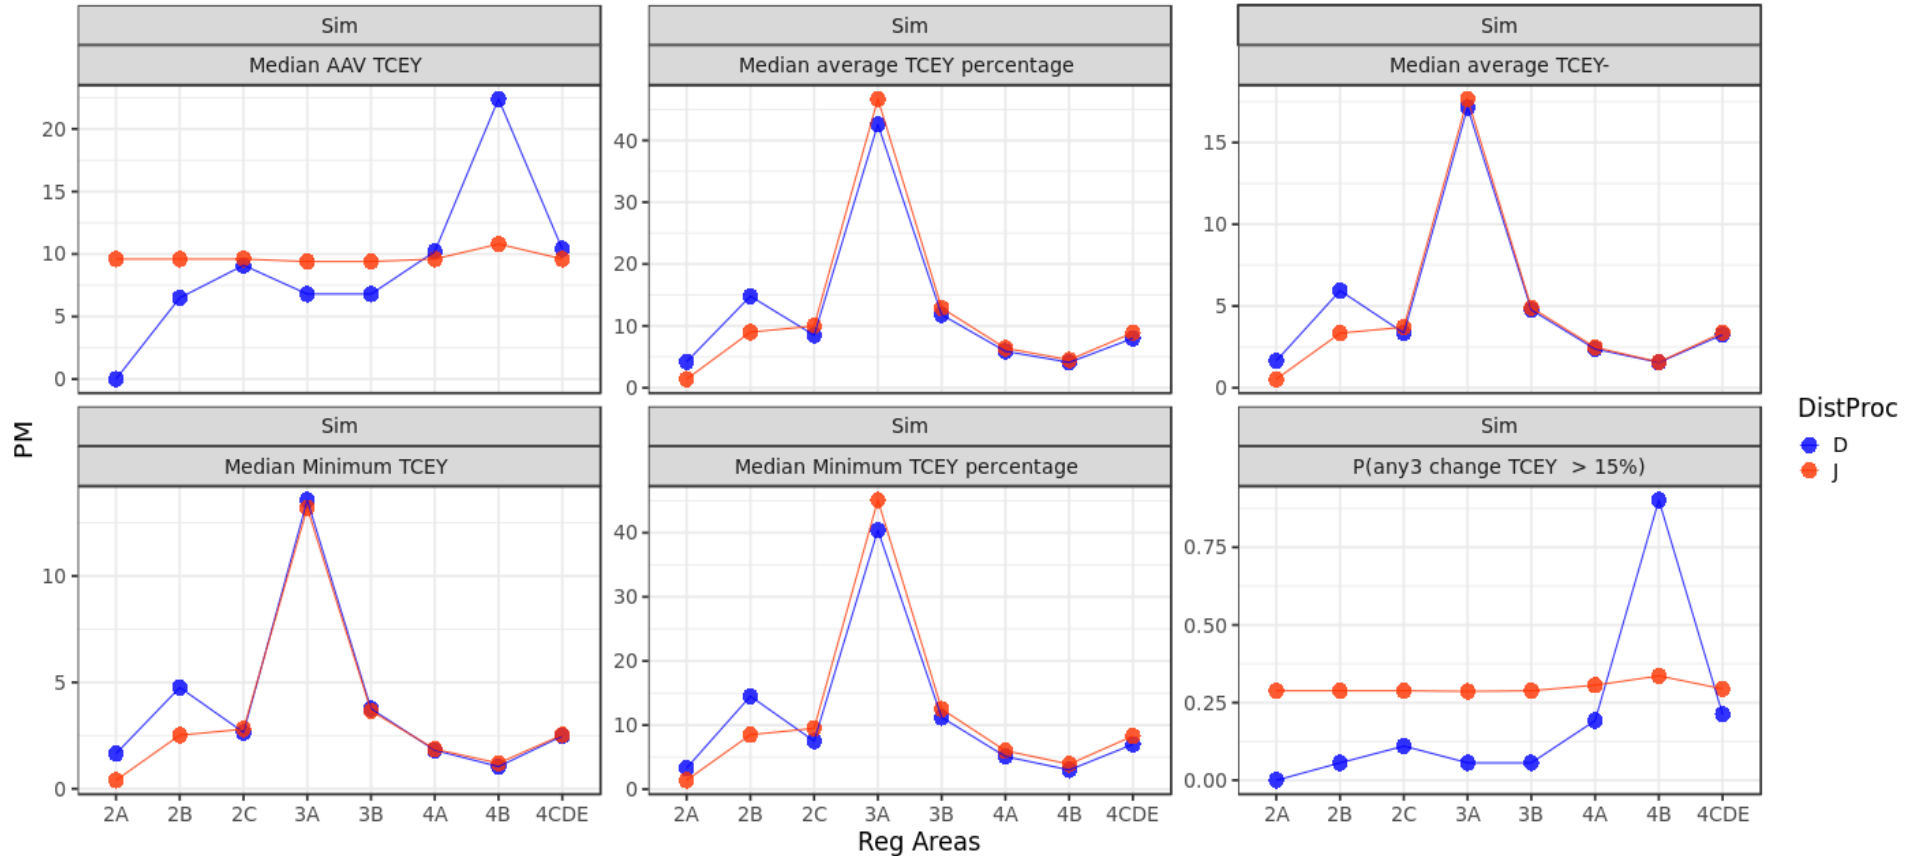 Sim
Median AAV TCEY
20
15
10
5
0
Sim
Median average TCEY percentage
40
30
20
10
0
Sim
Median average TCEY-
15
10
5
0
PM
Sim
Median Minimum TCEY
10
5
0
2A 2B 2C 3A 3B 4A 4B 4CDE
Sim
Median Minimum TCEY percentage
40
30
20
10
0
2A 2B 2C 3A 3B 4A 4B 4CDE
Sim
P(any3 change TCEY > 15%)
0.75
0.50
0.25
0.00
2A 2B 2C 3A 3B 4A 4B 4CDE
Reg Areas
DistProc
D
J